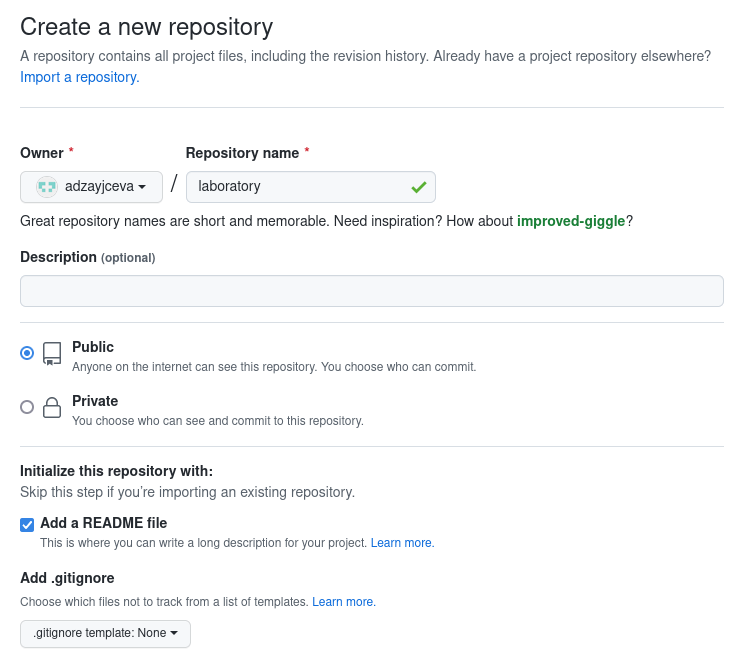 Create a new repository
A repository contains all project files, including the revision history. Already have a project repository elsewhere?
Import a repository.
Owner * Repository name *
adzayjceva / laboratory
Great repository names are short and memorable. Need inspiration? How about improved-giggle?
Description (optional)
Public
Anyone on the internet can see this repository. You choose who can commit.
Private
You choose who can see and commit to this repository.
Initialize this repository with:
Skip this step if you’re importing an existing repository.
Add a README file
This is where you can write a long description for your project. Learn more.
Add .gitignore
Choose which files not to track from a list of templates. Learn more.
.gitignore template: None